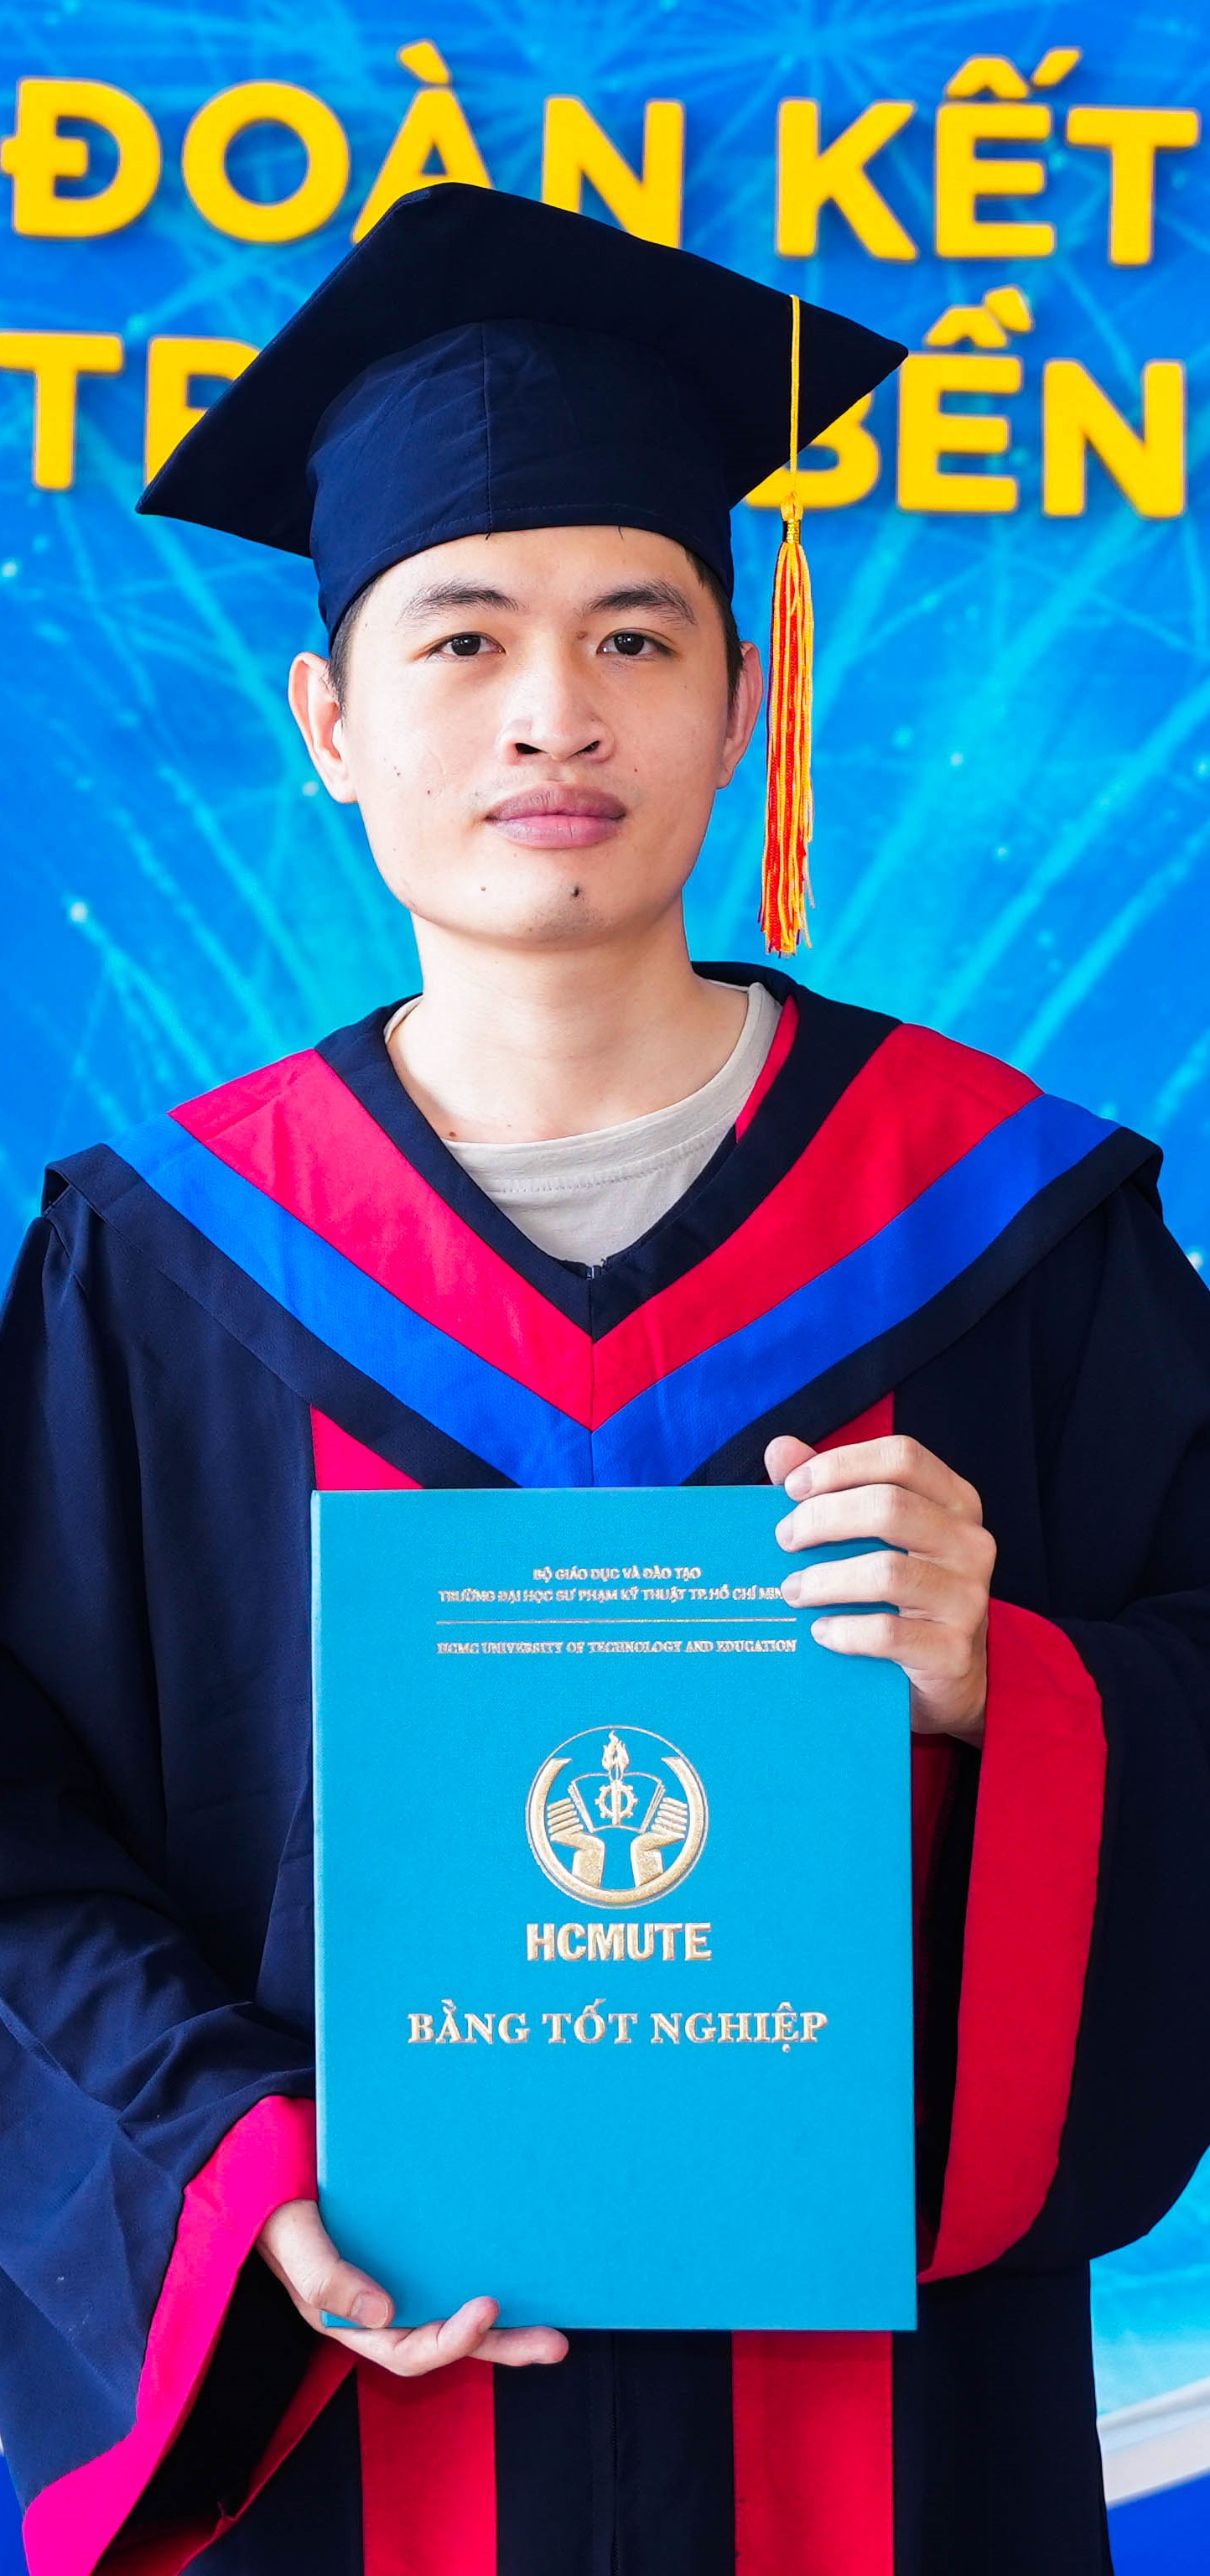 ĐOÀN KẾT
BỀN
BỘ GIÁO DỤC VÀ ĐÀO TẠO
TRƯỜNG ĐẠI HỌC SƯ PHẠM KỸ THUẬT TP. HỒ CHÍ MIN
HCMC UNIVERSITY OF TECHNOLOGY AND EDUCATION
HCMUTE
BẰNG TỐT NGHIỆP